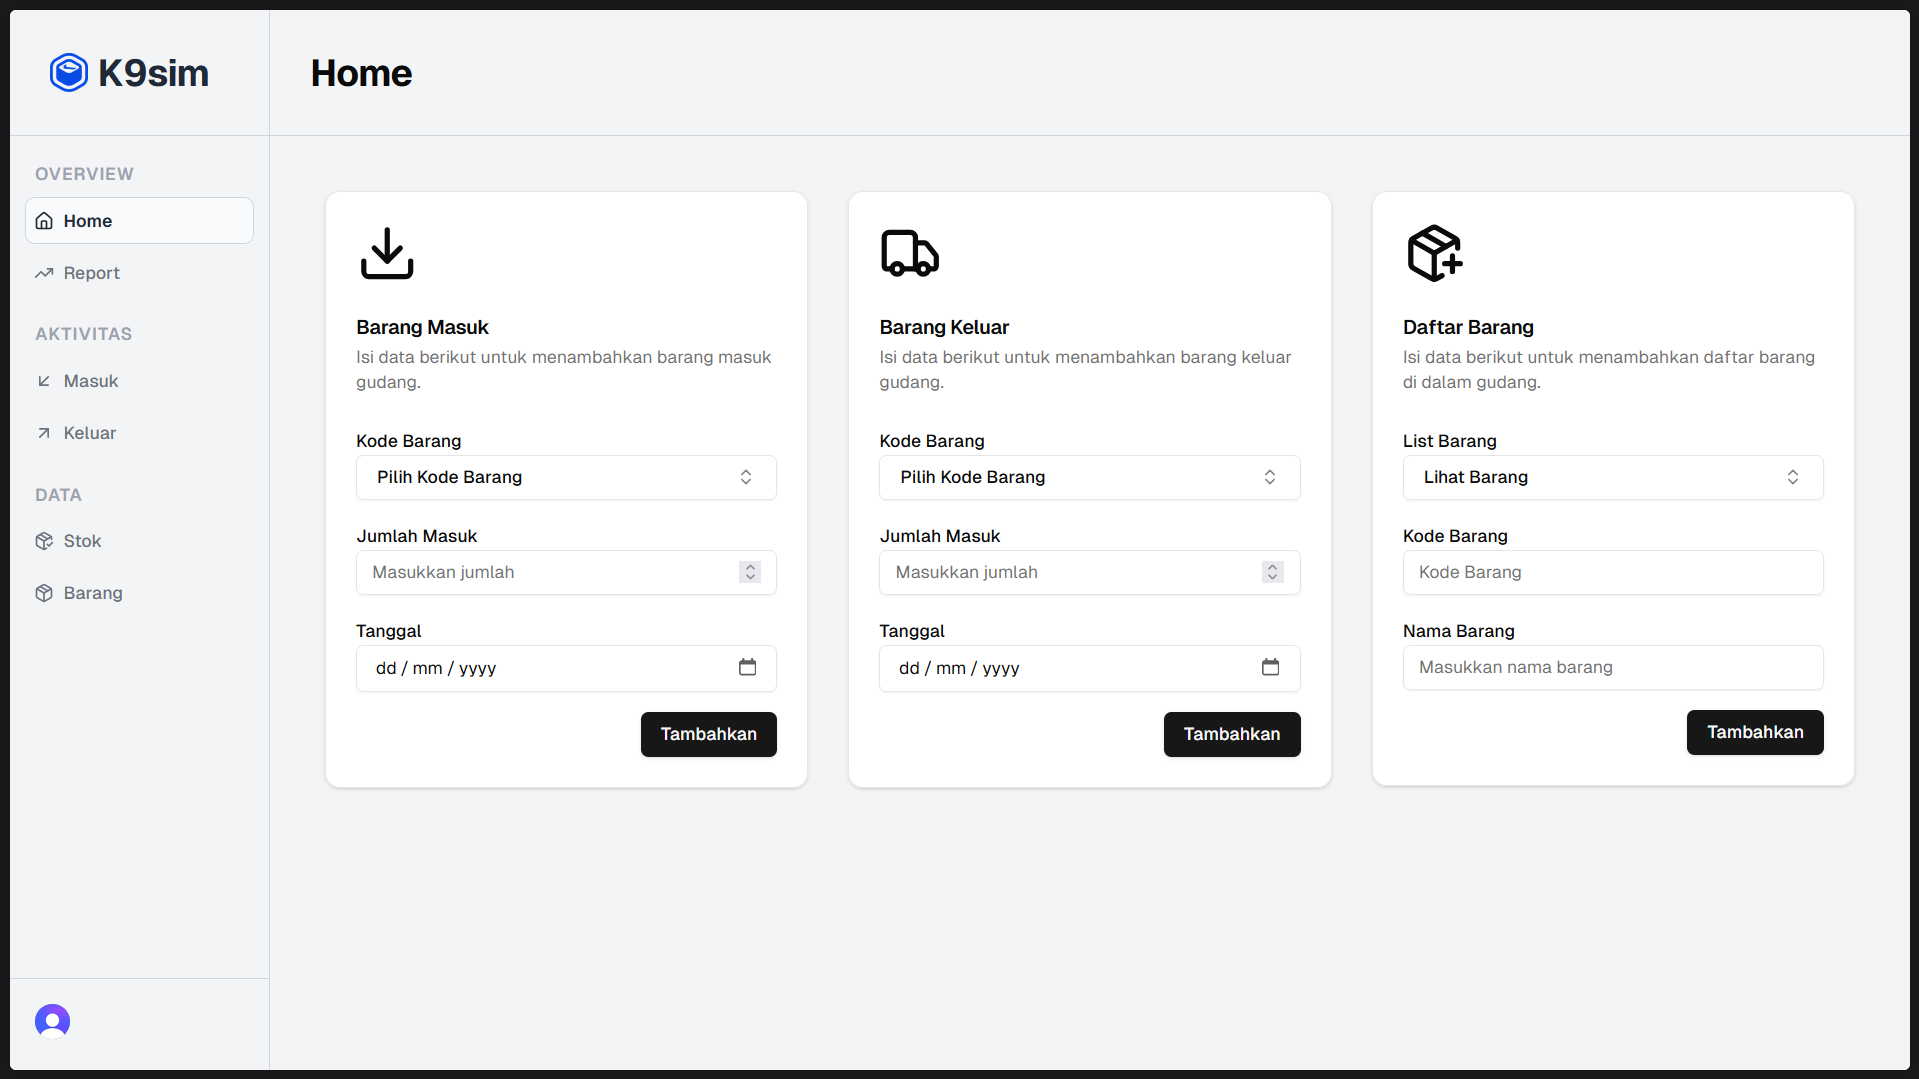 K9sim
Home
OVERVIEW
Home
Report
AKTIVITAS
Masuk
Keluar
DATA
Stok
Barang
Barang Masuk
Isi data berikut untuk menambahkan barang masuk
gudang.
Kode Barang
Pilih Kode Barang
Jumlah Masuk
Masukkan jumlah
Tanggal
dd / mm / yyyy
Tambahkan
Barang Keluar
Isi data berikut untuk menambahkan barang keluar
gudang.
Kode Barang
Pilih Kode Barang
Jumlah Masuk
Masukkan jumlah
Tanggal
dd / mm / yyyy
Tambahkan
Daftar Barang
Isi data berikut untuk menambahkan daftar barang
di dalam gudang.
List Barang
Lihat Barang
Kode Barang
Kode Barang
Nama Barang
Masukkan nama barang
Tambahkan